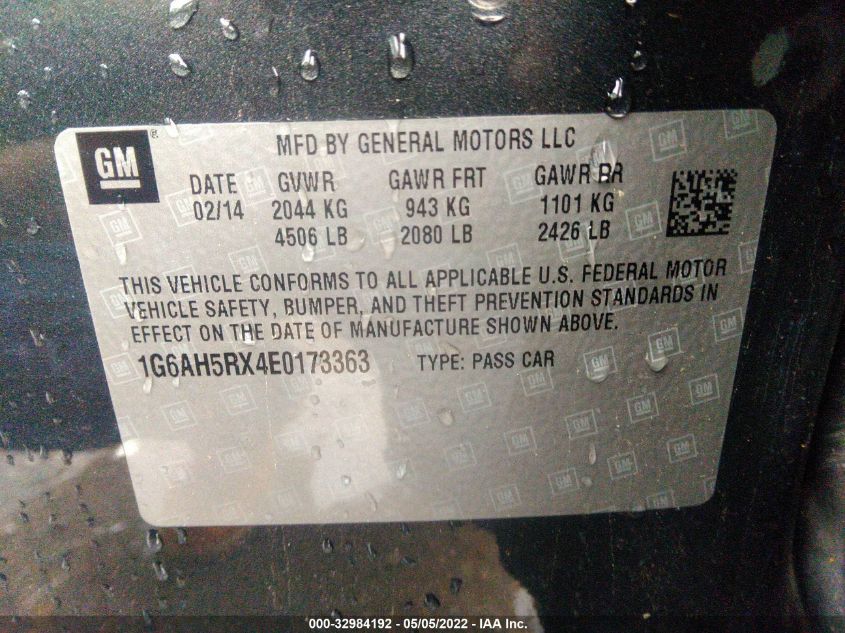 GM
MFD BY GENERAL MOTORS LLC
DATE GVWR GAWR FRT GAWR RR
02/14 2044 KG 943 KG 1101 KG
4506 LB 2080 LB 2426 LB
THIS VEHICLE CONFORMS TO ALL APPLICABLE U.S. FEDERAL MOTOR
VEHICLE SAFETY, BUMPER, AND THEFT PREVENTION STANDARDS IN
EFFECT ON THE DATE OF MANUFACTURE SHOWN ABOVE.
1G6AH5RX4E0173363 TYPE: PASS CAR
000-32984192 - 05/05/2022 - IAA Inc.